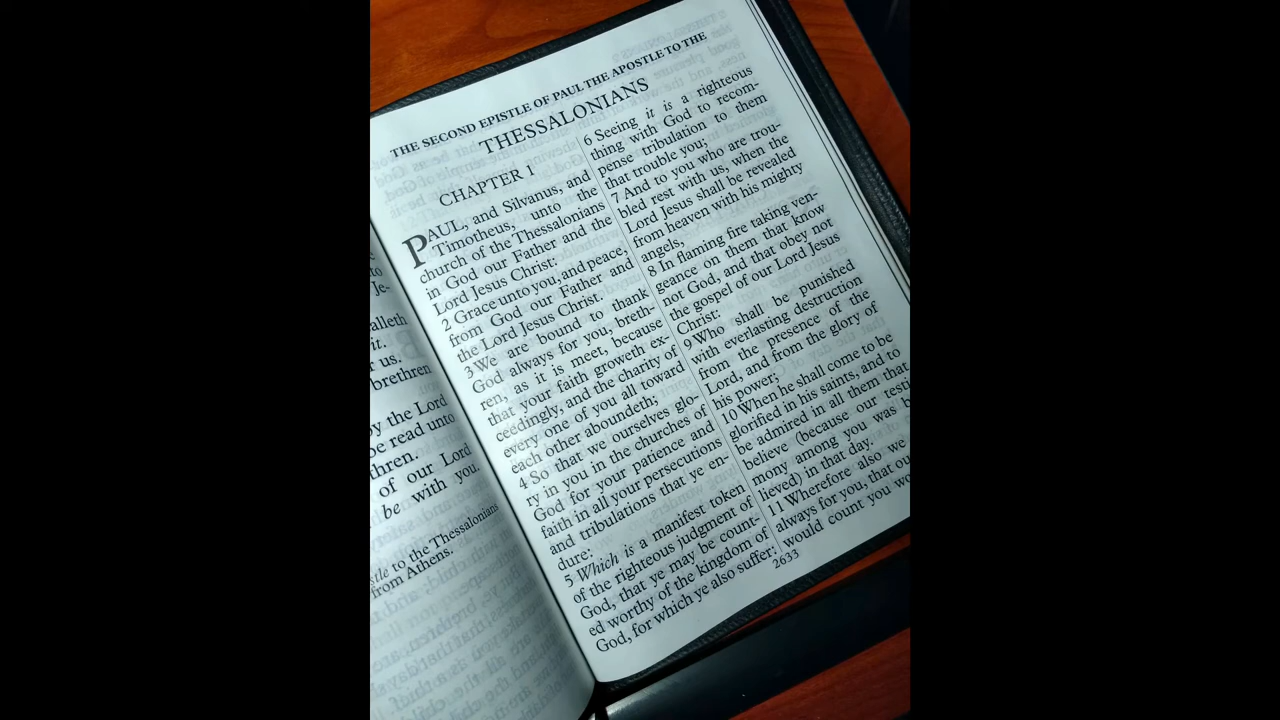 alleth
it.
r us.
brethren
by the Lord
be read unto
thren.
of our Lord
be with you.
stle to the Thessalonians
from Athens.
THE SECOND EPISTLE OF PAUL THE APOSTLE TO THE
THESSALONIANS
CHAPTER 1
PAUL, and Silvanus, and
Timotheus, unto the
church of the Thessalonians
in God our Father and the
Lord Jesus Christ:
2 Grace unto you, and peace,
from God our Father and
the Lord Jesus Christ.
3 We are bound to thank
God always for you, breth-
ren, as it is meet, because
that your faith groweth ex-
ceedingly, and the charity of
every one of you all toward
each other aboundeth;
4 So that we ourselves glo-
ry in you in the churches of
God for your patience and
faith in all your persecutions
and tribulations that ye en-
dure:
5 Which is a manifest token
of the righteous judgment of
God, that ye may be count-
ed worthy of the kingdom of
God, for which ye also suffer:
6 Seeing it is a righteous
thing with God to recom-
pense tribulation to them
that trouble you;
7 And to you who are trou-
bled rest with us, when the
Lord Jesus shall be revealed
from heaven with his mighty
angels,
8 In flaming fire taking ven-
geance on them that know
not God, and that obey not
the gospel of our Lord Jesus
Christ:
9 Who shall be punished
with everlasting destruction
from the presence of the
Lord, and from the glory of
his power;
10 When he shall come to be
glorified in his saints, and to
be admired in all them that
believe (because our testi
mony among you was b
lieved) in that day.
11 Wherefore also we
always for you, that ou
would count you wo
2633